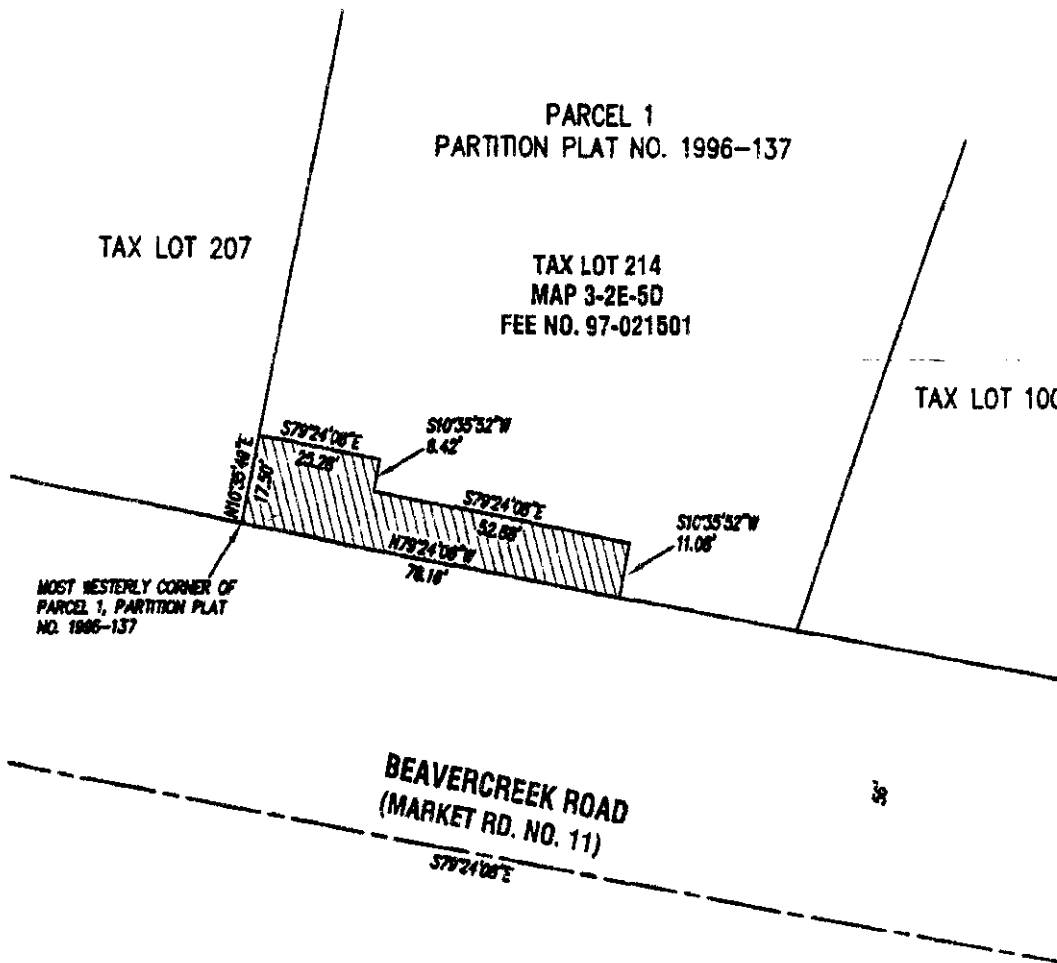 PARCEL 1
PARTITION PLAT NO. 1996-137
TAX LOT 207
TAX LOT 214
MAP 3-2E-5D
FEE NO. 97-021501
TAX LOT 100
S79°24'08"E
25.28'
S10°35'52"W
6.42'
N10°35'49"E
17.50'
S79°24'08"E
52.88'
S10°35'52"W
11.08'
N79°24'08"W
78.16'
MOST WESTERLY CORNER OF
PARCEL 1, PARTITION PLAT
NO. 1996-137
BEAVERCREEK ROAD
(MARKET RD. NO. 11)
S79°24'08"E